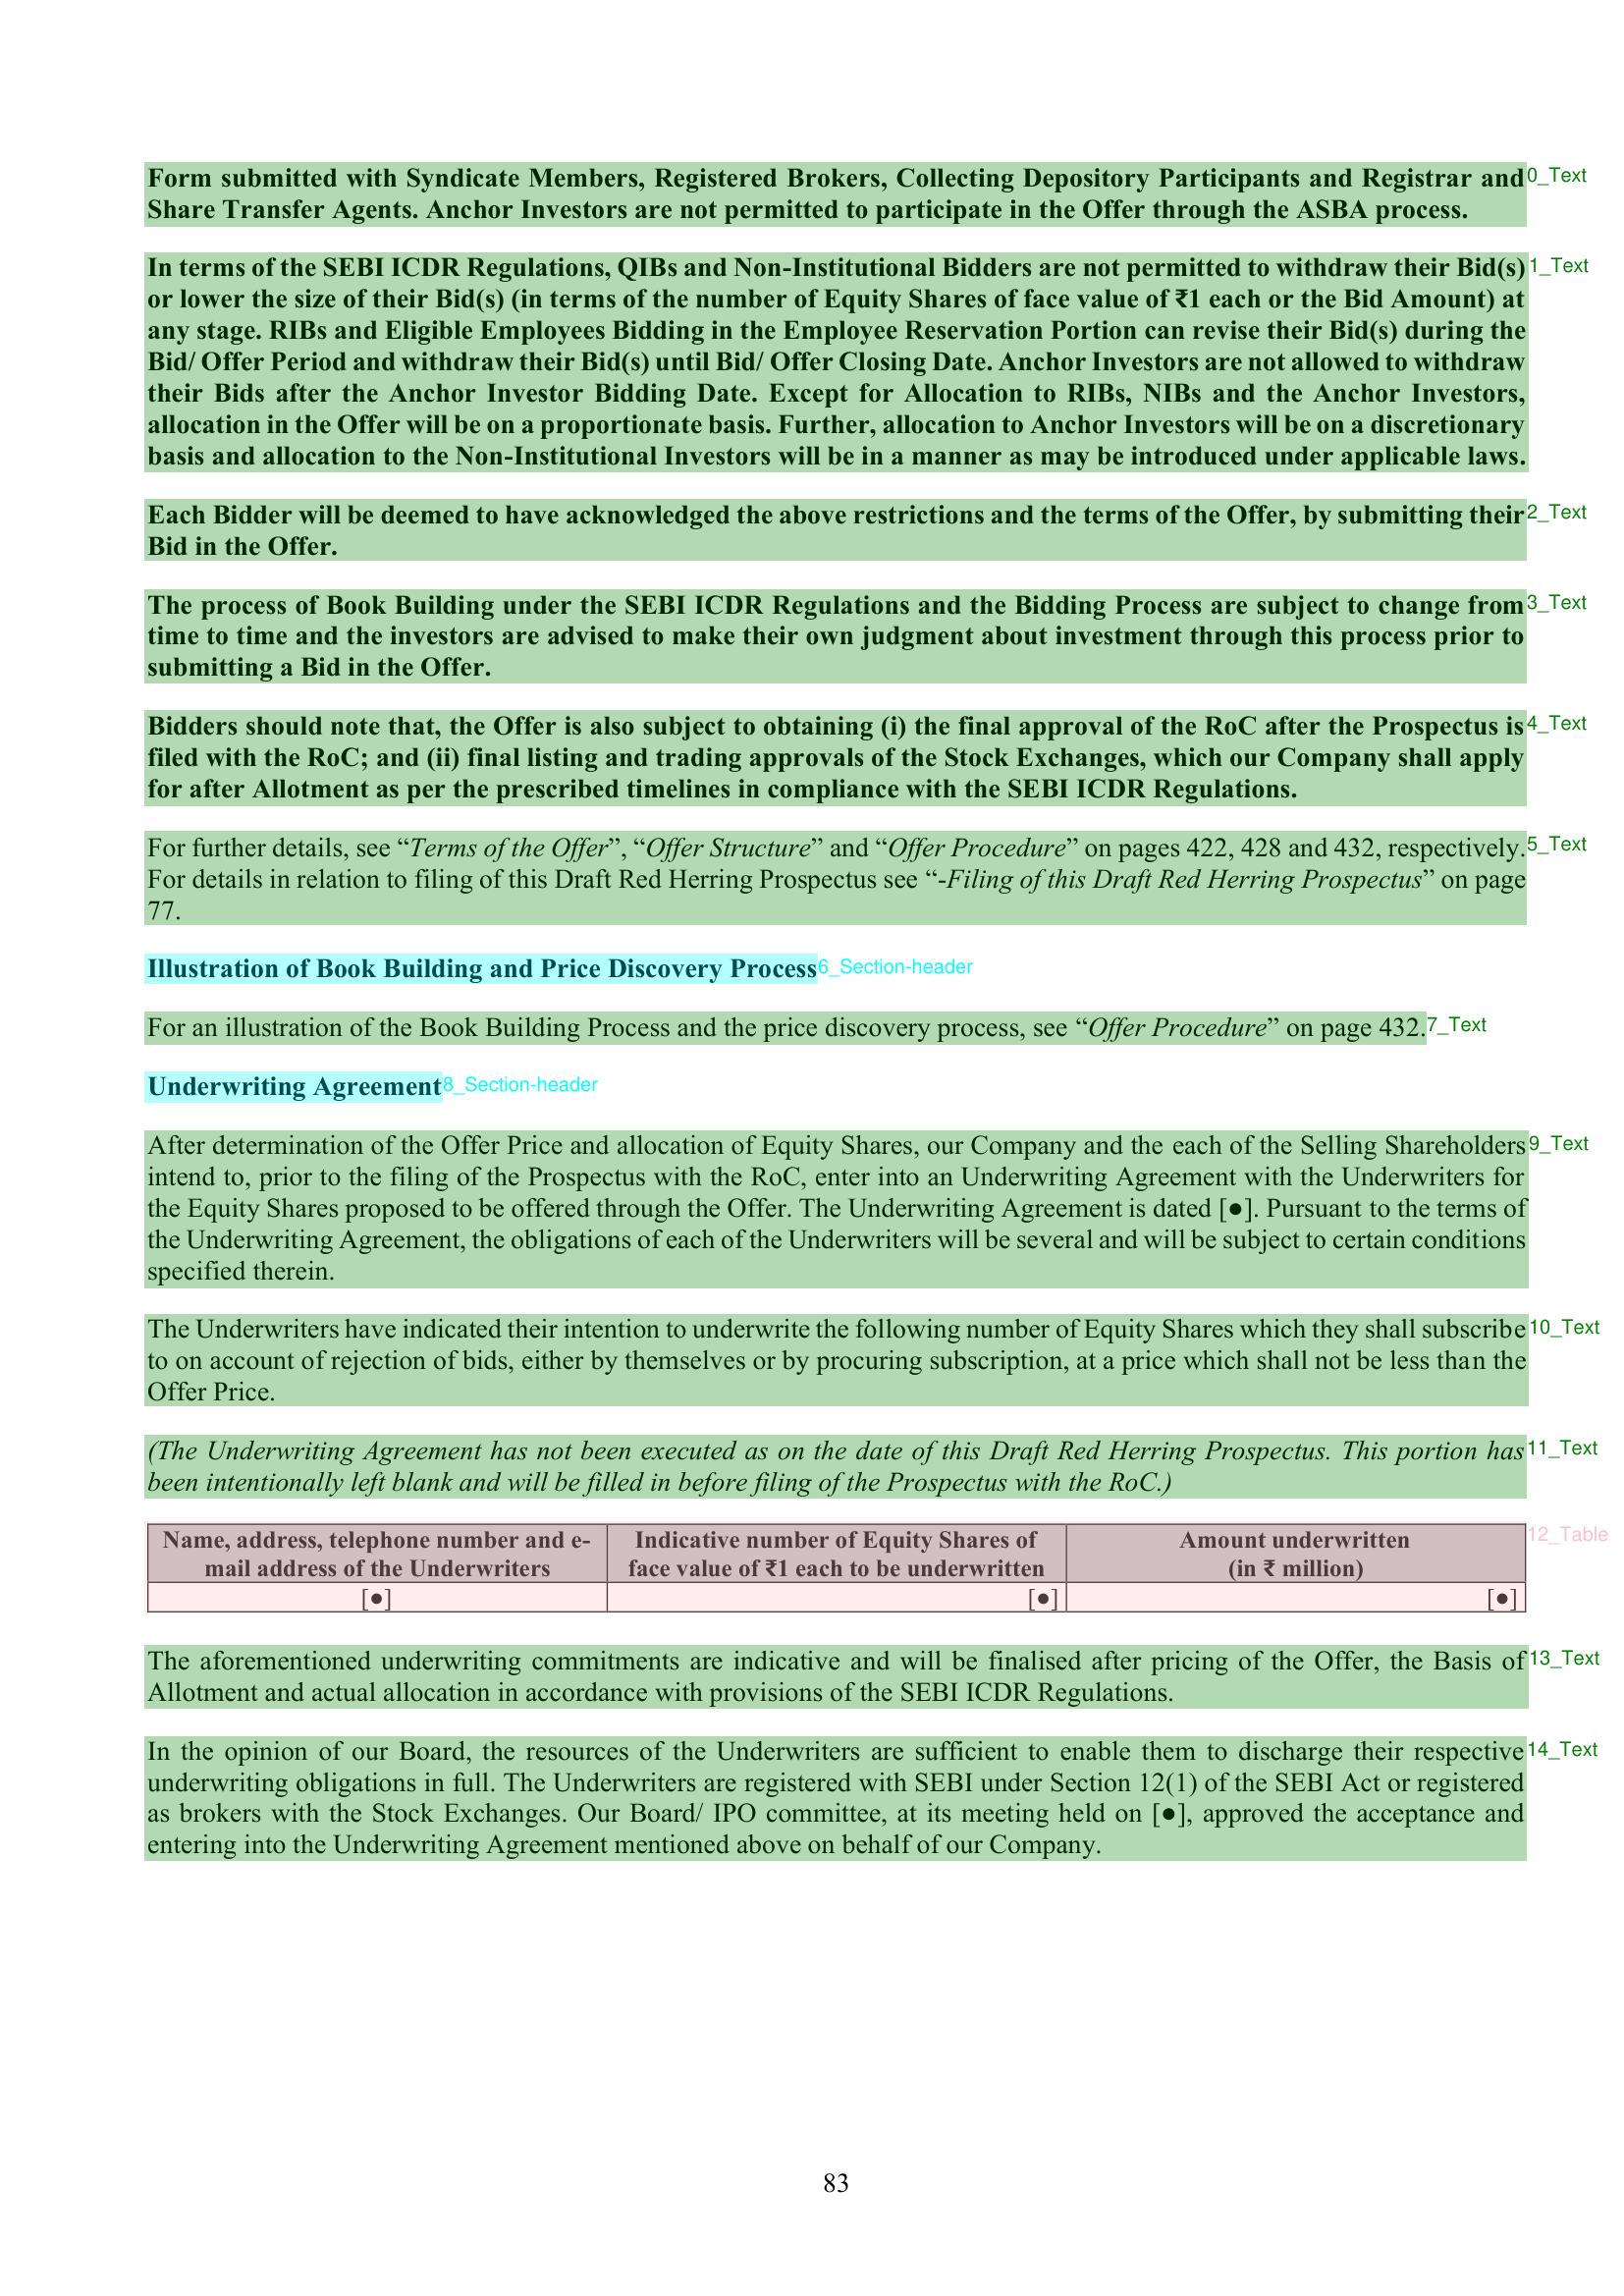 Form submitted with Syndicate Members, Registered Brokers, Collecting Depository Participants and Registrar and 0_Text
Share Transfer Agents. Anchor Investors are not permitted to participate in the Offer through the ASBA process.
In terms of the SEBI ICDR Regulations, QIBs and Non-Institutional Bidders are not permitted to withdraw their Bid(s) 1_Text
or lower the size of their Bid(s) (in terms of the number of Equity Shares of face value of ₹1 each or the Bid Amount) at
any stage. RIBs and Eligible Employees Bidding in the Employee Reservation Portion can revise their Bid(s) during the
Bid/ Offer Period and withdraw their Bid(s) until Bid/ Offer Closing Date. Anchor Investors are not allowed to withdraw
their Bids after the Anchor Investor Bidding Date. Except for Allocation to RIBs, NIBs and the Anchor Investors,
allocation in the Offer will be on a proportionate basis. Further, allocation to Anchor Investors will be on a discretionary
basis and allocation to the Non-Institutional Investors will be in a manner as may be introduced under applicable laws.
Each Bidder will be deemed to have acknowledged the above restrictions and the terms of the Offer, by submitting their 2_Text
Bid in the Offer.
The process of Book Building under the SEBI ICDR Regulations and the Bidding Process are subject to change from 3_Text
time to time and the investors are advised to make their own judgment about investment through this process prior to
submitting a Bid in the Offer.
Bidders should note that, the Offer is also subject to obtaining (i) the final approval of the RoC after the Prospectus is 4_Text
filed with the RoC; and (ii) final listing and trading approvals of the Stock Exchanges, which our Company shall apply
for after Allotment as per the prescribed timelines in compliance with the SEBI ICDR Regulations.
For further details, see “Terms of the Offer”, “Offer Structure” and “Offer Procedure” on pages 422, 428 and 432, respectively. 5_Text
For details in relation to filing of this Draft Red Herring Prospectus see “-Filing of this Draft Red Herring Prospectus” on page
77.
Illustration of Book Building and Price Discovery Process 6_Section-header
For an illustration of the Book Building Process and the price discovery process, see “Offer Procedure” on page 432. 7_Text
Underwriting Agreement 8_Section-header
After determination of the Offer Price and allocation of Equity Shares, our Company and the each of the Selling Shareholders 9_Text
intend to, prior to the filing of the Prospectus with the RoC, enter into an Underwriting Agreement with the Underwriters for
the Equity Shares proposed to be offered through the Offer. The Underwriting Agreement is dated [●]. Pursuant to the terms of
the Underwriting Agreement, the obligations of each of the Underwriters will be several and will be subject to certain conditions
specified therein.
The Underwriters have indicated their intention to underwrite the following number of Equity Shares which they shall subscribe 10_Text
to on account of rejection of bids, either by themselves or by procuring subscription, at a price which shall not be less than the
Offer Price.
(The Underwriting Agreement has not been executed as on the date of this Draft Red Herring Prospectus. This portion has 11_Text
been intentionally left blank and will be filled in before filing of the Prospectus with the RoC.)
Name, address, telephone number and e- Indicative number of Equity Shares of Amount underwritten 12_Table
mail address of the Underwriters face value of ₹1 each to be underwritten (in ₹ million)
[●] [●] [●]
The aforementioned underwriting commitments are indicative and will be finalised after pricing of the Offer, the Basis of 13_Text
Allotment and actual allocation in accordance with provisions of the SEBI ICDR Regulations.
In the opinion of our Board, the resources of the Underwriters are sufficient to enable them to discharge their respective 14_Text
underwriting obligations in full. The Underwriters are registered with SEBI under Section 12(1) of the SEBI Act or registered
as brokers with the Stock Exchanges. Our Board/ IPO committee, at its meeting held on [●], approved the acceptance and
entering into the Underwriting Agreement mentioned above on behalf of our Company.
83